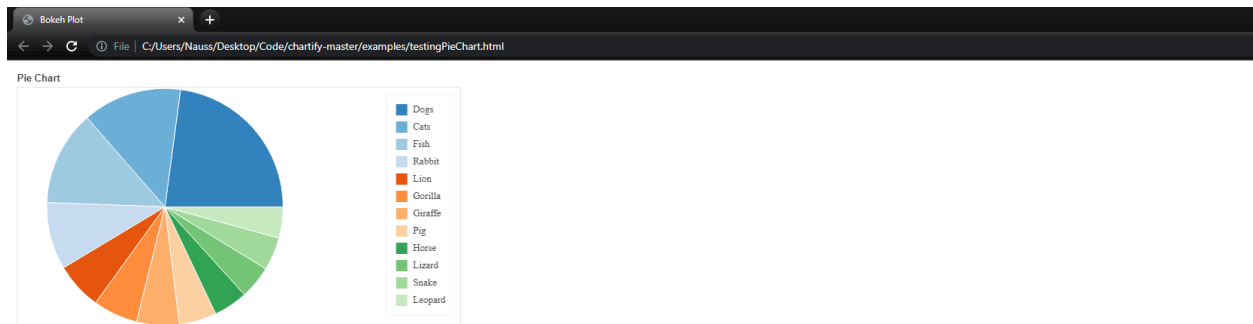 Bokeh Plot
File | C:/Users/Nauss/Desktop/Code/chartify-master/examples/testingPieChart.html
Pie Chart
Dogs
Cats
Fish
Rabbit
Lion
Gorilla
Giraffe
Pig
Horse
Lizard
Snake
Leopard